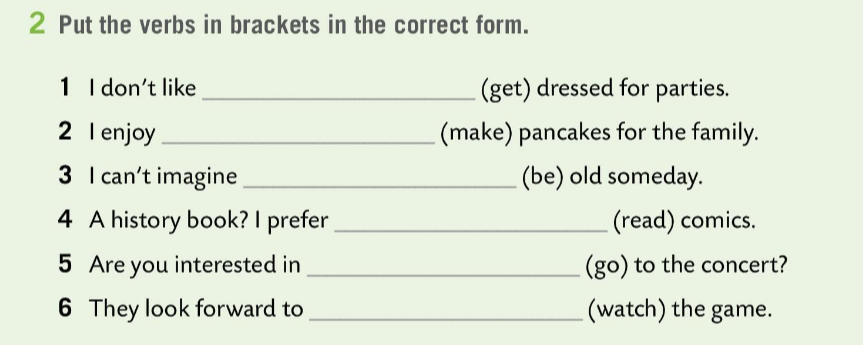 2 Put the verbs in brackets in the correct form.
1 I don't like ______________________ (get) dressed for parties.
2 I enjoy ______________________ (make) pancakes for the family.
3 I can't imagine ______________________ (be) old someday.
4 A history book? I prefer ______________________ (read) comics.
5 Are you interested in ______________________ (go) to the concert?
6 They look forward to ______________________ (watch) the game.